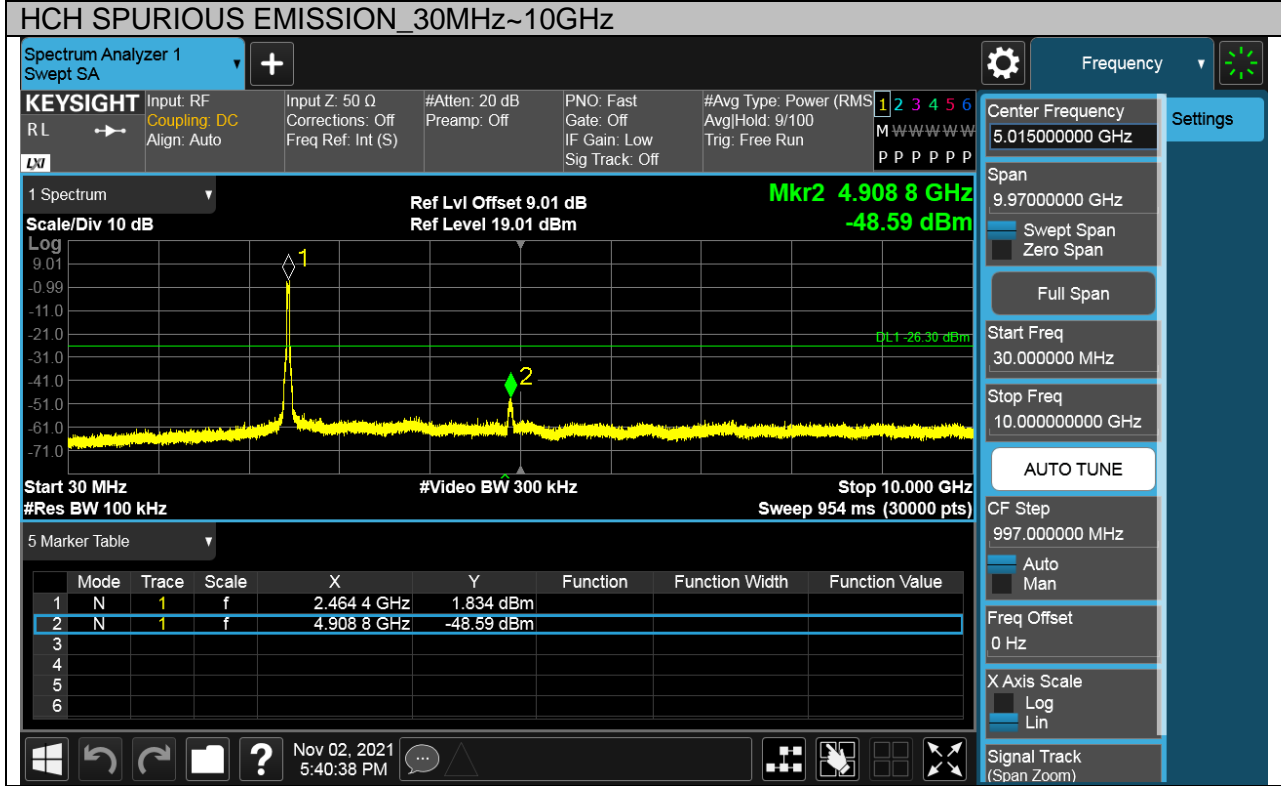 HCH SPURIOUS EMISSION_30MHz~10GHz
Spectrum Analyzer 1
Swept SA
+
Frequency
KEYSIGHT
RL
LXI
Input: RF
Coupling: DC
Align: Auto
Input Z: 50 Ω
Corrections: Off
Freq Ref: Int (S)
#Atten: 20 dB
Preamp: Off
PNO: Fast
Gate: Off
IF Gain: Low
Sig Track: Off
#Avg Type: Power (RMS
Avg|Hold: 9/100
Trig: Free Run
1 2 3 4 5 6
M W W W W W
P P P P P P
1 Spectrum
Scale/Div 10 dB
Ref Lvl Offset 9.01 dB
Ref Level 19.01 dBm
Mkr2 4.908 8 GHz
-48.59 dBm
Log
9.01
-0.99
-11.0
-21.0
-31.0
-41.0
-51.0
-61.0
-71.0
1
2
DL1 -26.30 dBm
Start 30 MHz
#Video BW 300 kHz
Stop 10.000 GHz
#Res BW 100 kHz
Sweep 954 ms (30000 pts)
5 Marker Table
Mode Trace Scale X Y Function Function Width Function Value
1 N 1 f 2.464 4 GHz 1.834 dBm
2 N 1 f 4.908 8 GHz -48.59 dBm
3
4
5
6
?
Nov 02, 2021
5:40:38 PM
Center Frequency
5.015000000 GHz
Settings
Span
9.97000000 GHz
Swept Span
Zero Span
Full Span
Start Freq
30.000000 MHz
Stop Freq
10.000000000 GHz
AUTO TUNE
CF Step
997.000000 MHz
Auto
Man
Freq Offset
0 Hz
X Axis Scale
Log
Lin
Signal Track
(Span Zoom)